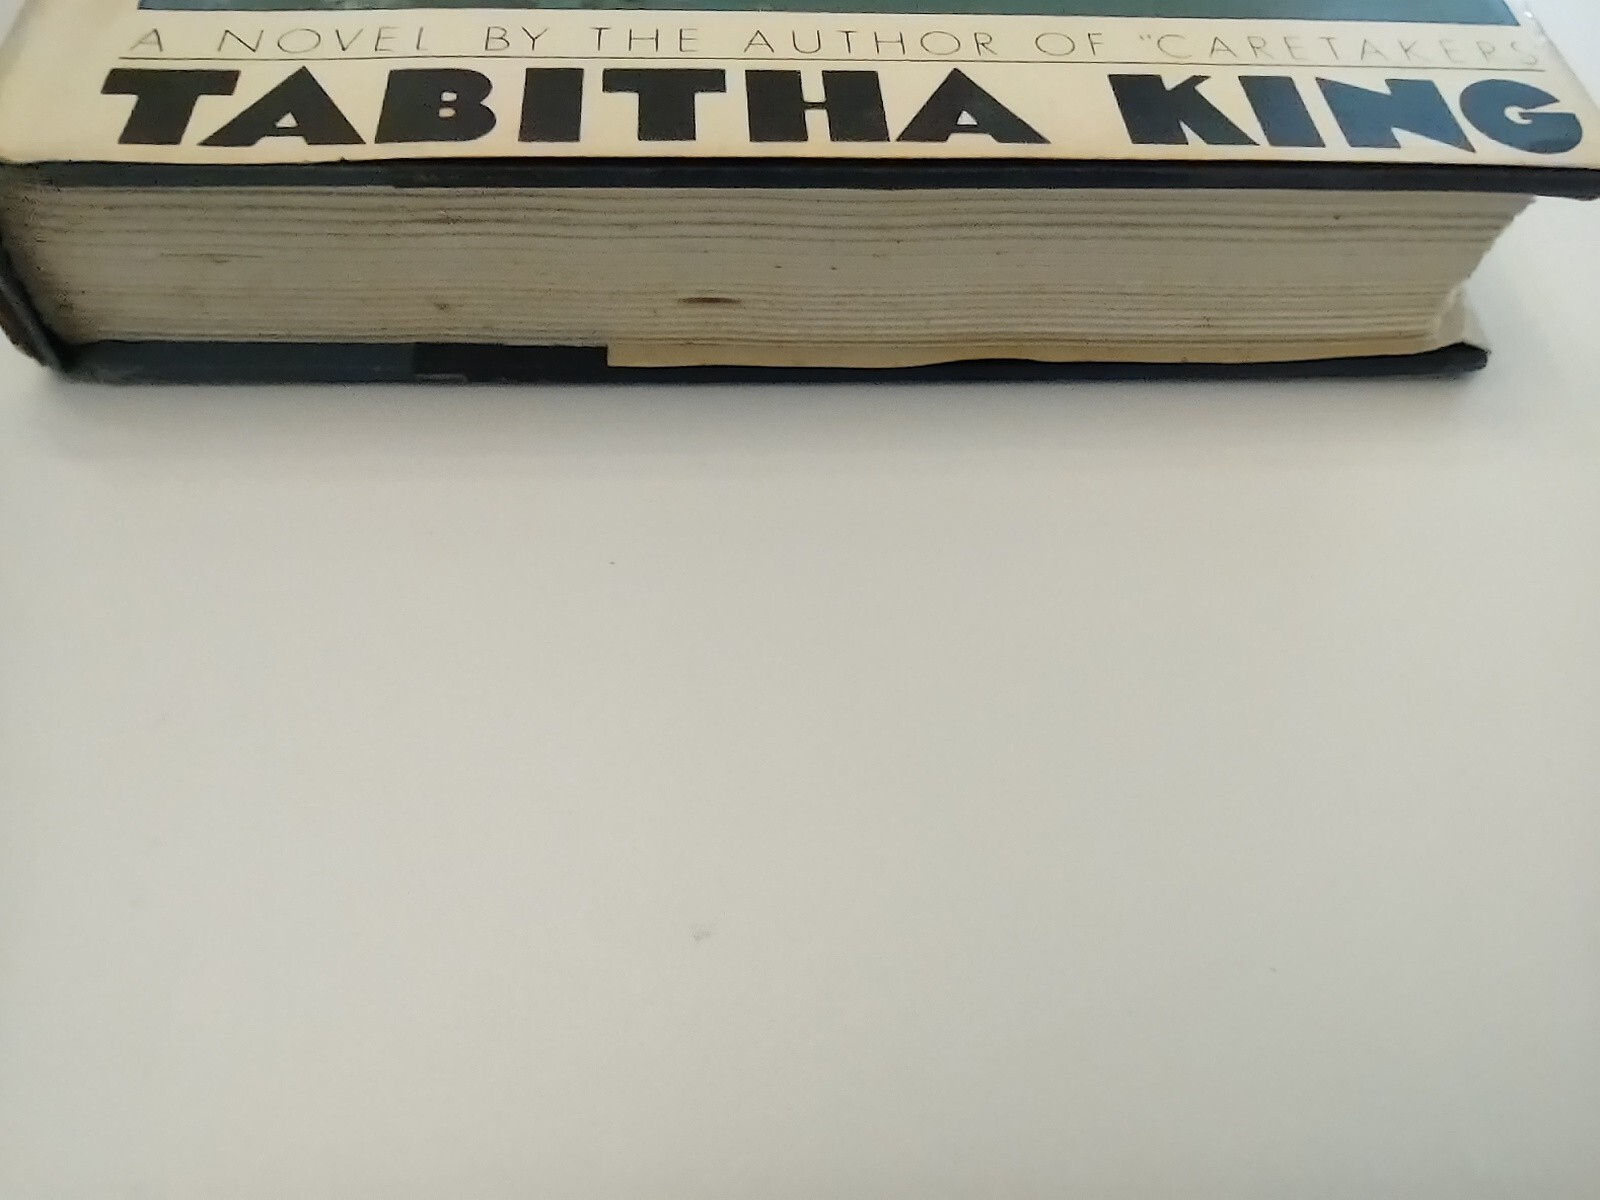 A NOVEL BY THE AUTHOR OF "CARETAKERS
TABITHA KING